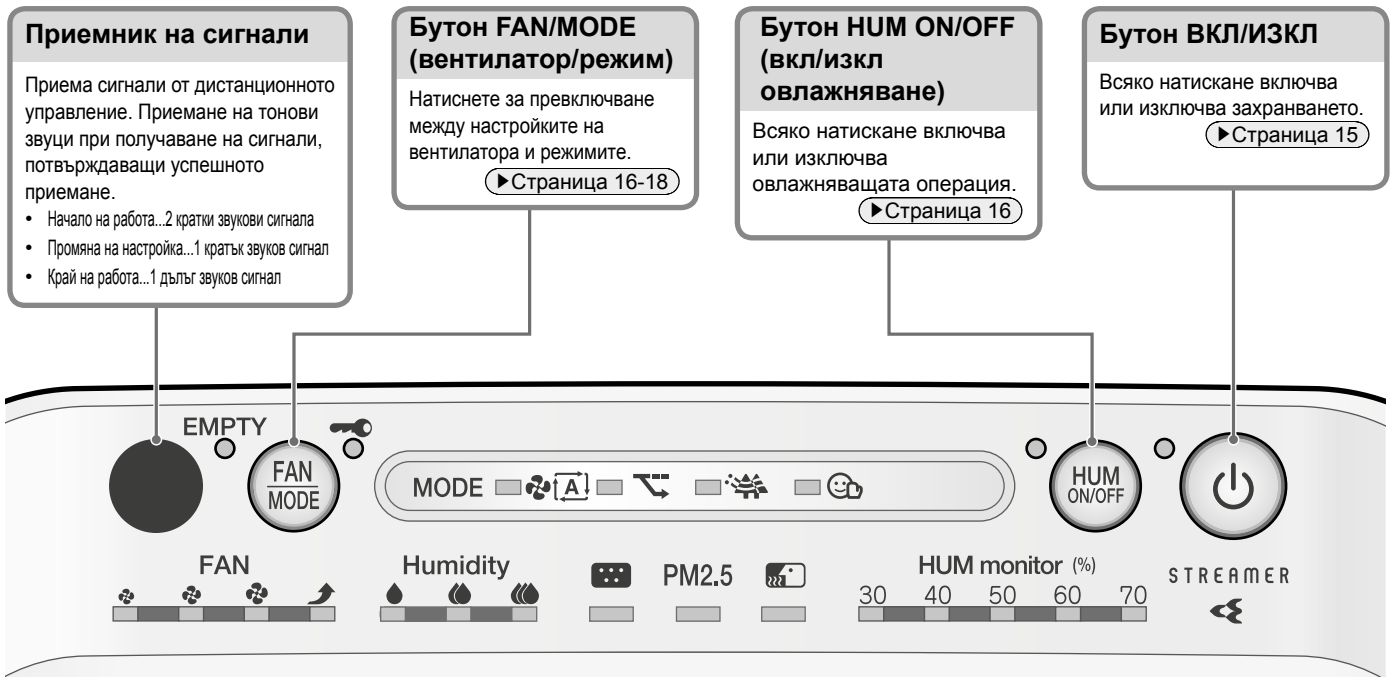 Приемник на сигнали
Приема сигнали от дистанционното
управление. Приемане на тонови
звуци при получаване на сигнали,
потвърждаващи успешното
приемане.
• Начало на работа...2 кратки звукови сигнала
• Промяна на настройка...1 кратък звуков сигнал
• Край на работа...1 дълъг звуков сигнал
Бутон FAN/MODE
(вентилатор/режим)
Натиснете за превключване
между настройките на
вентилатора и режимите.
▶Страница 16-18
Бутон HUM ON/OFF
(вкл/изкл
овлажняване)
Всяко натискане включва
или изключва
овлажняващата операция.
▶Страница 16
Бутон ВКЛ/ИЗКЛ
Всяко натискане включва
или изключва захранването.
▶Страница 15
EMPTY
FAN
MODE
MODE
A
HUM
ON/OFF
FAN
Humidity
PM2.5
HUM monitor (%)
30 40 50 60 70
STREAMER